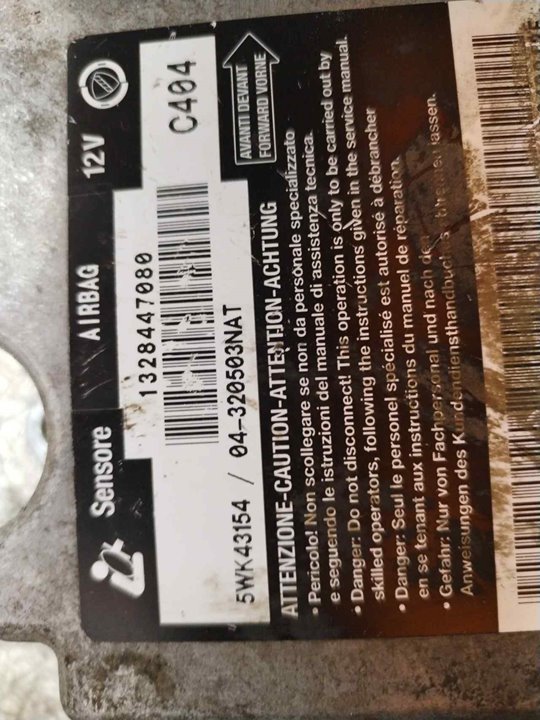 Sensore AIRBAG 12V
1328447080
C404
5WK43154 / 04-320503NAT
AVANTI DEVANT
FORWARD VORNE
ATTENZIONE-CAUTION-ATTENTION-ACHTUNG
• Pericolo! Non scollegare se non da personale specializzato
e seguendo le istruzioni del manuale di assistenza tecnica.
• Danger: Do not disconnect! This operation is only to be carried out by
skilled operators, following the instructions given in the service manual.
• Danger: Seul le personel spécialisé est autorisé à débrancher
en se tenant aux instructions du manuel de réparation.
• Gefahr: Nur von Fachpersonal und nach
Anweisungen des Kundendiensthandbuch lassen.